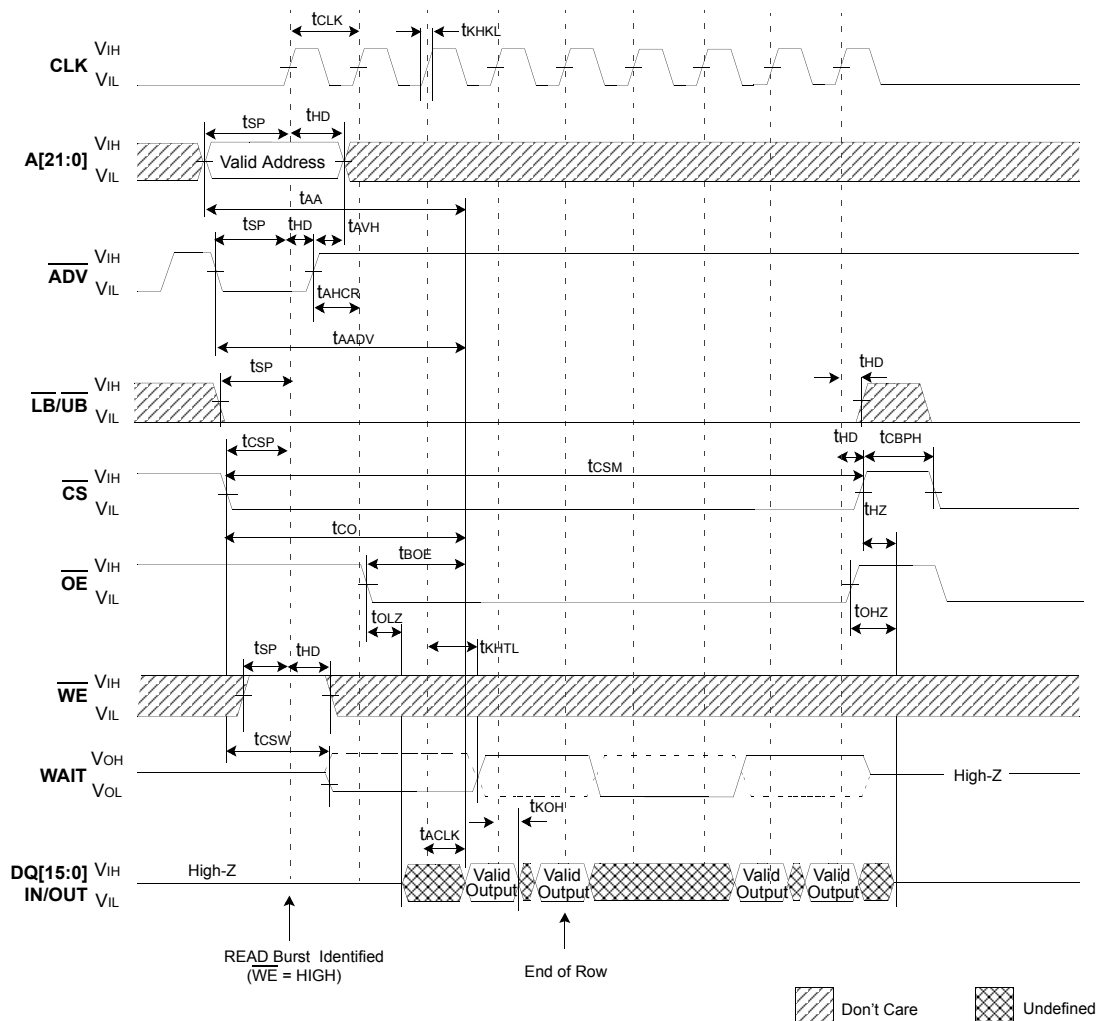 tCLK
tKHKL
VIH
CLK
VIL
tSP
tHD
VIH
A[21:0]
Valid Address
VIL
tAA
tSP
tHD
tAVH
VIH
ADV
VIL
tAHCR
tAADV
tSP
tHD
VIH
LB/UB
VIL
tCSP
tHD
tCBPH
tCSM
VIH
CS
VIL
tHZ
tCO
tBOE
VIH
OE
VIL
tOLZ
tOHZ
tKHTL
tSP
tHD
VIH
WE
VIL
tCSW
VOH
WAIT
High-Z
VOL
tKOH
tACLK
DQ[15:0]
IN/OUT
VIH
VIL
High-Z
Valid
Output
Valid
Output
Valid
Output
Valid
Output
READ Burst Identified
(WE = HIGH)
End of Row
Don't Care
Undefined